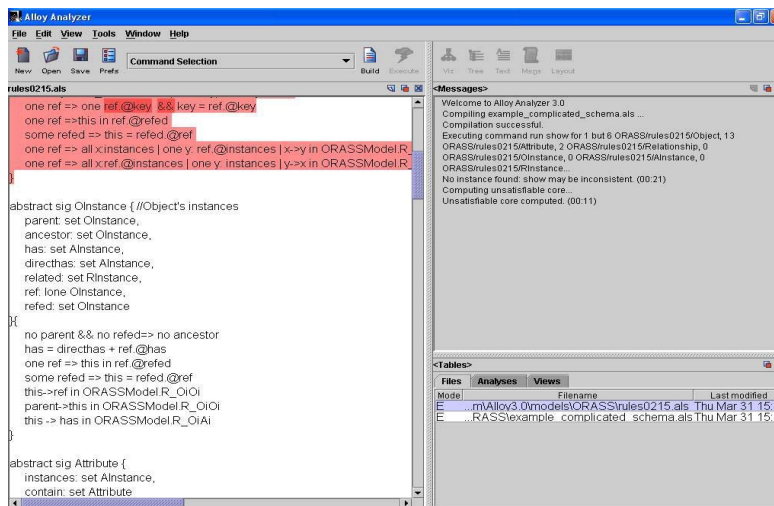 Alloy Analyzer
File Edit View Tools Window Help
New Open Save Prefs Command Selection Build Execute Viz Tree Text Merge Layout
rules0215.als
one ref => one ref.@key && key = ref.@key
one ref =>this in ref.@refed
some refed => this = refed.@ref
one ref => all x:instances | one y: ref.@instances | x->y in ORASSModel.R_
one ref => all x:ref.@instances | one y: instances | y->x in ORASSModel.R_
}
abstract sig OInstance { //Object's instances
parent: set OInstance,
ancestor: set OInstance,
has: set AInstance,
directhas: set AInstance,
related: set RInstance,
ref: lone OInstance,
refed: set OInstance
}{
no parent && no refed=> no ancestor
has = directhas + ref.@has
one ref => this in ref.@refed
some refed => this = refed.@ref
this->ref in ORASSModel.R_OiOi
parent->this in ORASSModel.R_OiOi
this -> has in ORASSModel.R_OiAi
}
abstract sig Attribute {
instances: set AInstance,
contain: set Attribute
<Messages>
Welcome to Alloy Analyzer 3.0
Compiling example_complicated_schema.als ...
Compilation successful.
Executing command run show for 1 but 6 ORASS/rules0215/Object, 13
ORASS/rules0215/Attribute, 2 ORASS/rules0215/Relationship, 0
ORASS/rules0215/OInstance, 0 ORASS/rules0215/AInstance, 0
ORASS/rules0215/RInstance...
No instance found: show may be inconsistent. (00:21)
Computing unsatisfiable core...
Unsatisfiable core computed. (00:11)
<Tables>
Files Analyses Views
Mode Filename Last modified
E ...m\Alloy3.0\models\ORASS\rules0215.als Thu Mar 31 15:
E ...RASS\example_complicated_schema.als Thu Mar 31 15: